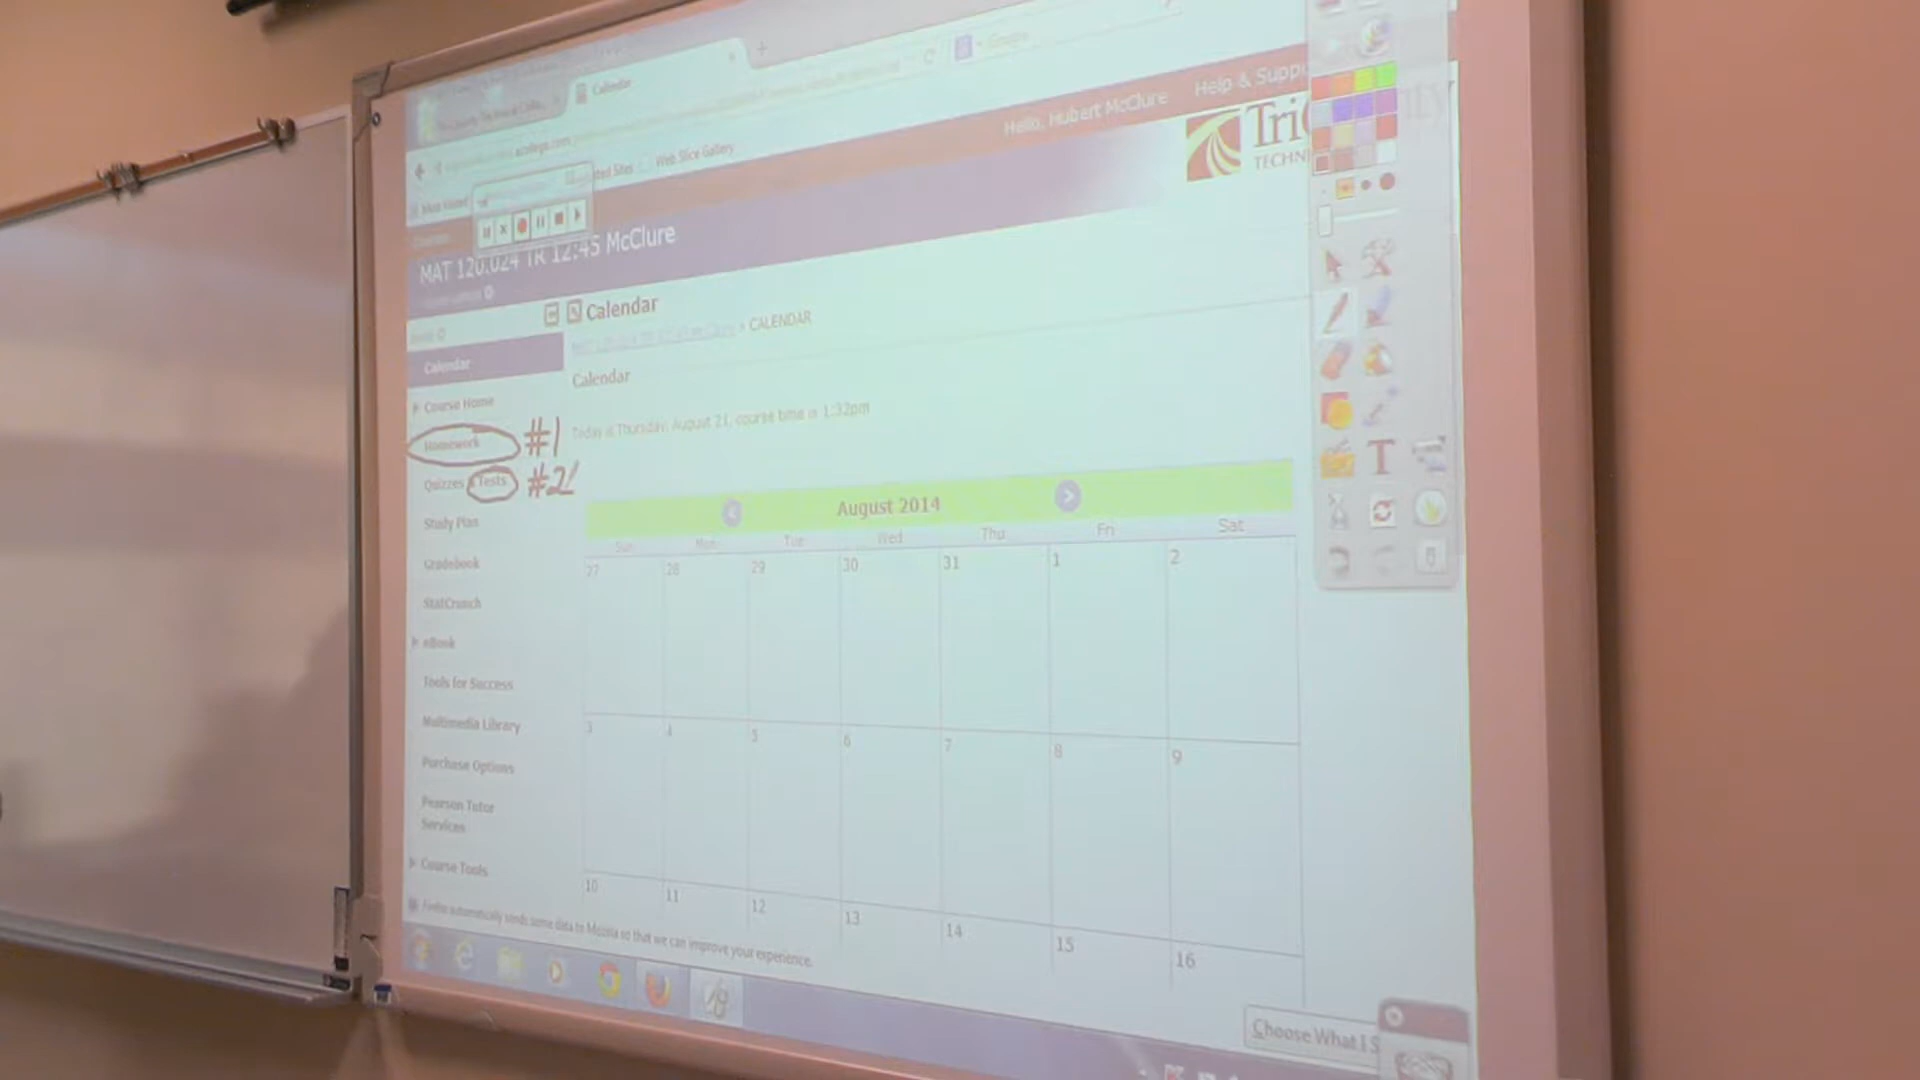 Calendar
Google
Hello, Hubert McClure
Help & Supp
Tri
TECHN
Web Slice Gallery
MAT 120.024 TR 12:45 McClure
Calendar
> CALENDAR
Calendar
Calendar
Course Home
Homework #1
Today is Thursday, August 21, course time is 1:32pm
Quizzes & Tests #2
Study Plan
Gradebook
StatCrunch
eBook
Tools for Success
Multimedia Library
Purchase Options
Pearson Tutor
Services
Course Tools
August 2014
Sun Mon Tue Wed Thu Fri Sat
27 28 29 30 31 1 2
3 4 5 6 7 8 9
10 11 12 13 14 15 16
Firefox automatically sends some data to Mozilla so that we can improve your experience.
Choose What I S
T